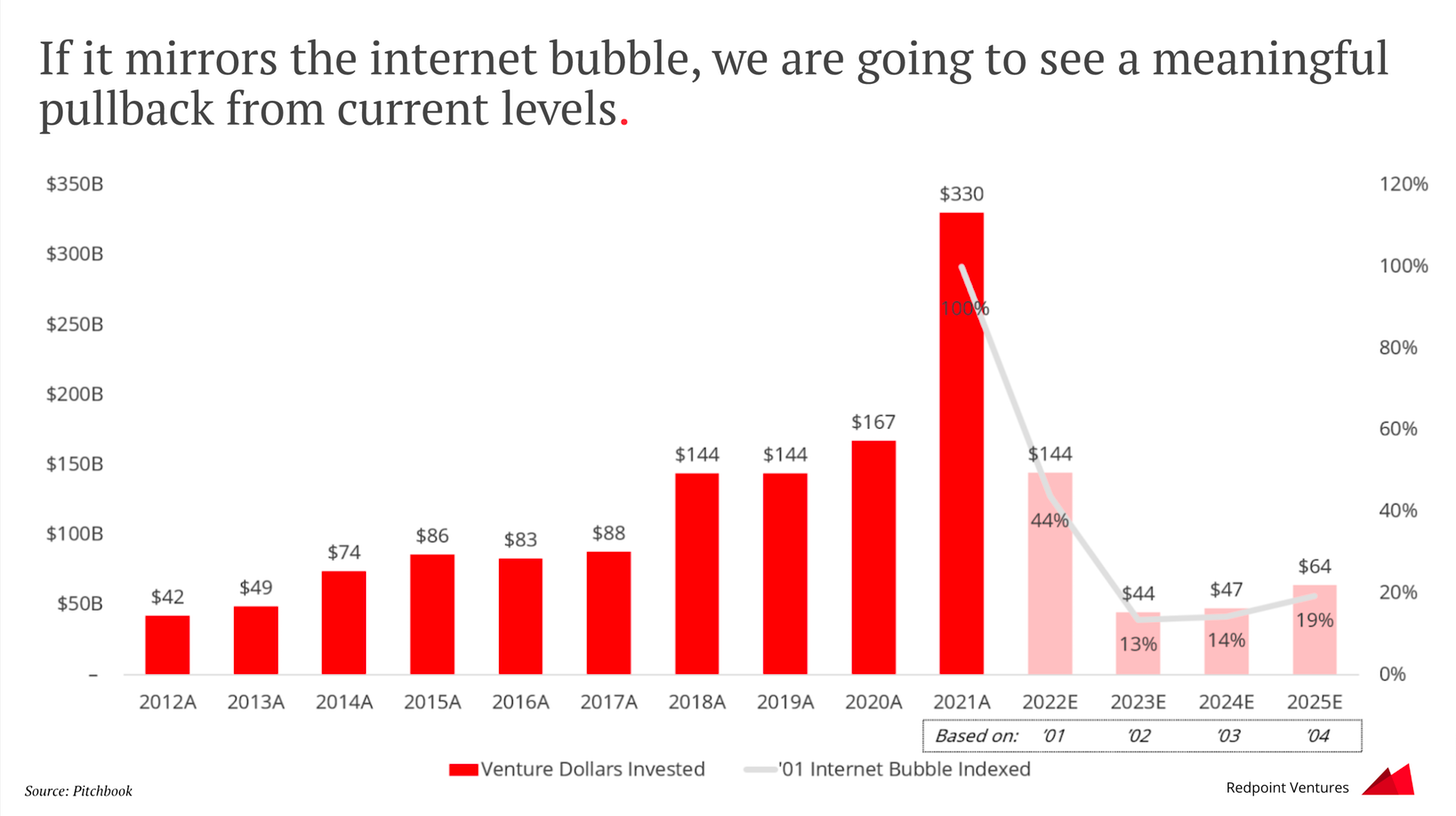 If it mirrors the internet bubble, we are going to see a meaningful
pullback from current levels.
$350B
$300B
$250B
$200B
$150B
$100B
$50B
–
120%
100%
80%
60%
40%
20%
0%
$42
$49
$74
$86
$83
$88
$144
$144
$167
$330
$144
$44
$47
$64
100%
44%
13%
14%
19%
2012A 2013A 2014A 2015A 2016A 2017A 2018A 2019A 2020A 2021A 2022E 2023E 2024E 2025E
Based on: '01 '02 '03 '04
Venture Dollars Invested '01 Internet Bubble Indexed
Source: Pitchbook
Redpoint Ventures